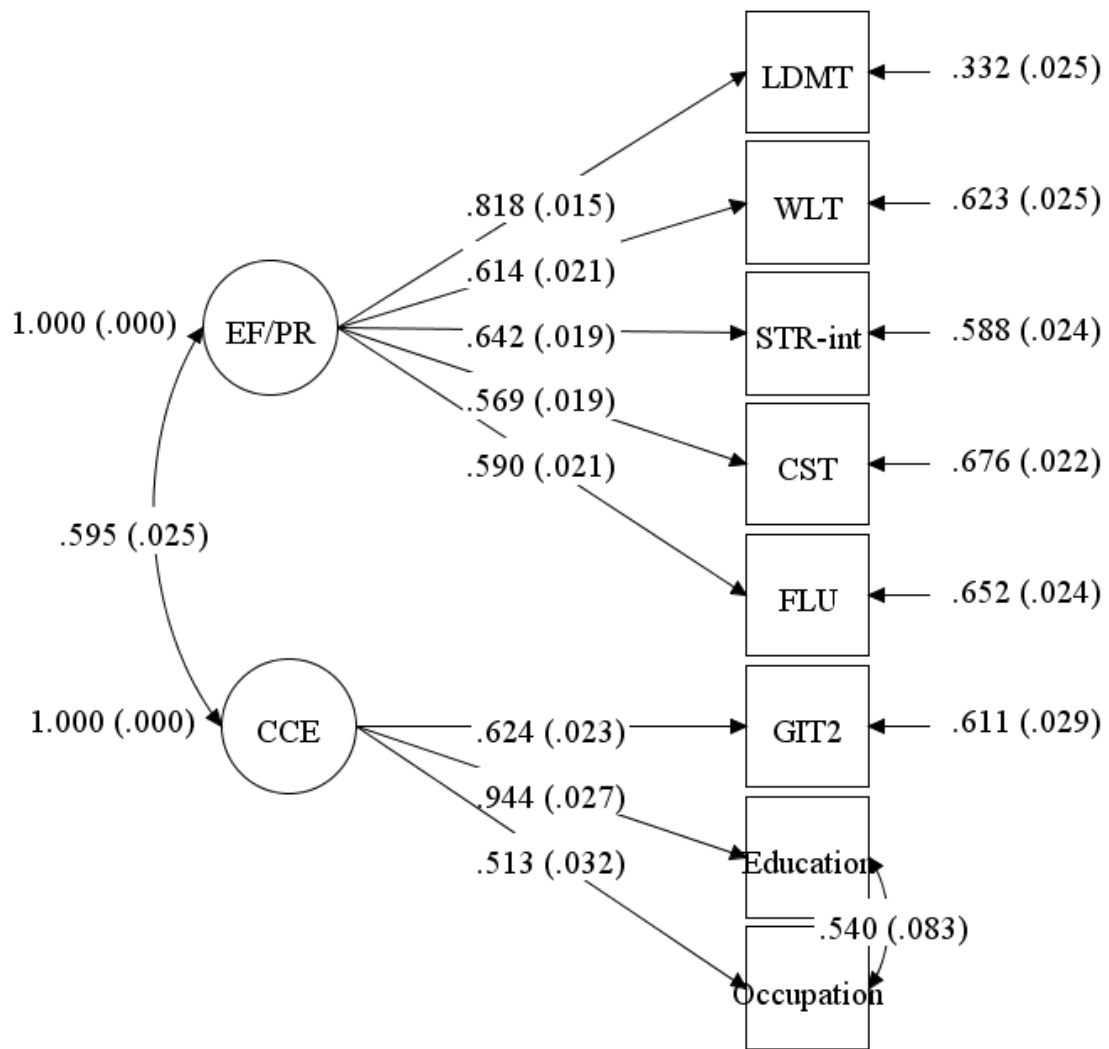 LDMT
.332 (.025)
WLT
.623 (.025)
.818 (.015)
.614 (.021)
1.000 (.000)
EF/PR
.642 (.019)
STR-int
.588 (.024)
.569 (.019)
.590 (.021)
CST
.676 (.022)
.595 (.025)
FLU
.652 (.024)
1.000 (.000)
CCE
.624 (.023)
GIT2
.611 (.029)
.944 (.027)
.513 (.032)
Education
.540 (.083)
Occupation